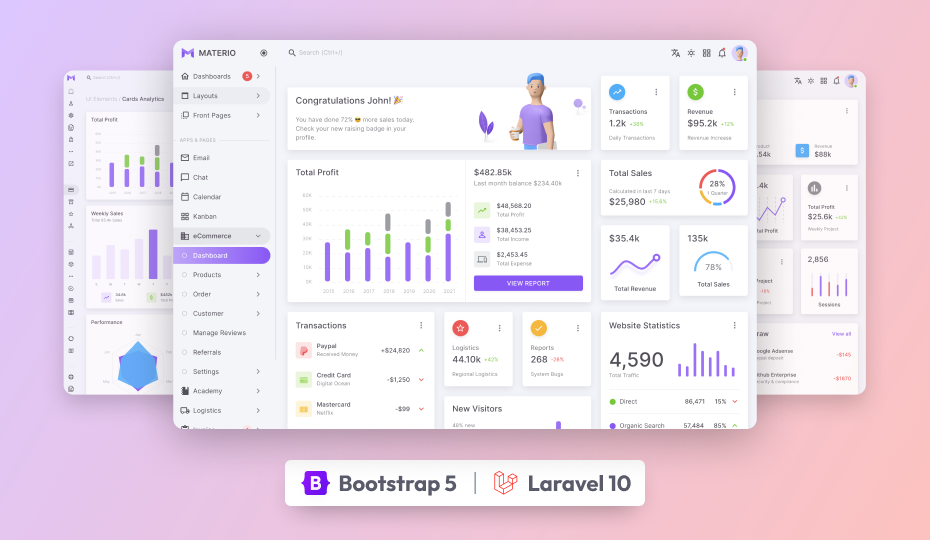 MATERIO
Search (Ctrl+/)
Dashboards
5
Layouts
Front Pages
APPS & PAGES
Email
Chat
Calendar
Kanban
eCommerce
Dashboard
Products
Order
Customer
Manage Reviews
Referrals
Settings
Academy
Logistics
Congratulations John! 🎉
You have done 72% 😎 more sales today.
Check your new raising badge in your
profile.
Transactions
1.2k +38%
Daily Transactions
Revenue
$95.2k +12%
Revenue Increase
Total Profit
60K
50K
40K
30K
20K
10K
0K
2015 2016 2017 2018 2019 2020 2021
$482.85k
Last month balance $234.40k
$48,568.20
Total Profit
$38,453.25
Total Income
$2,453.45
Total Expense
VIEW REPORT
Total Sales
Calculated in last 7 days
$25,980 +15.6%
28%
1 Quarter
$35.4k
Total Revenue
135k
78%
Total Sales
Transactions
Paypal
Received Money
+$24,820
Credit Card
Digital Ocean
-$1,250
Mastercard
Netflix
-$99
Logistics
44.10k +42%
Regional Logistics
Reports
268 -28%
System Bugs
New Visitors
Website Statistics
4,590
Total Traffic
Direct 86,471 15%
Organic Search 57,484 85%
UI Elements / Cards Analytics
Total Profit
Weekly Sales
Performance
Revenue
$88k
Total Profit
$25.6k
Weekly Project
2,856
Sessions
View all
Google Adsense
-$145
Github Enterprise
-$1870
B Bootstrap 5 | Laravel 10